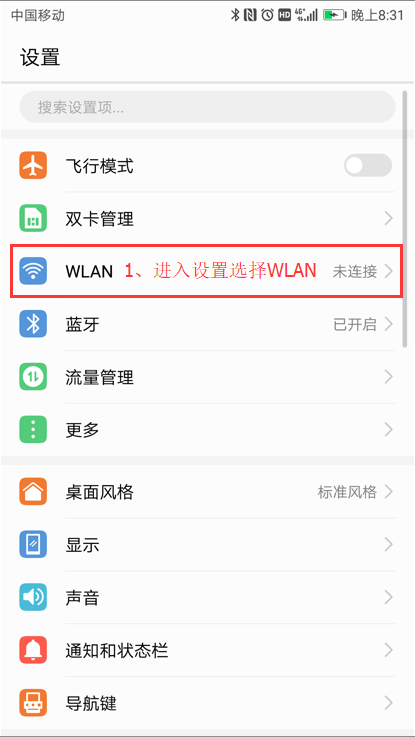 中国移动 HD 4G+ 晚上8:31
设置
搜索设置项...
飞行模式
双卡管理
WLAN 1、进入设置选择WLAN 未连接
蓝牙 已开启
流量管理
更多
桌面风格 标准风格
显示
声音
通知和状态栏
导航键